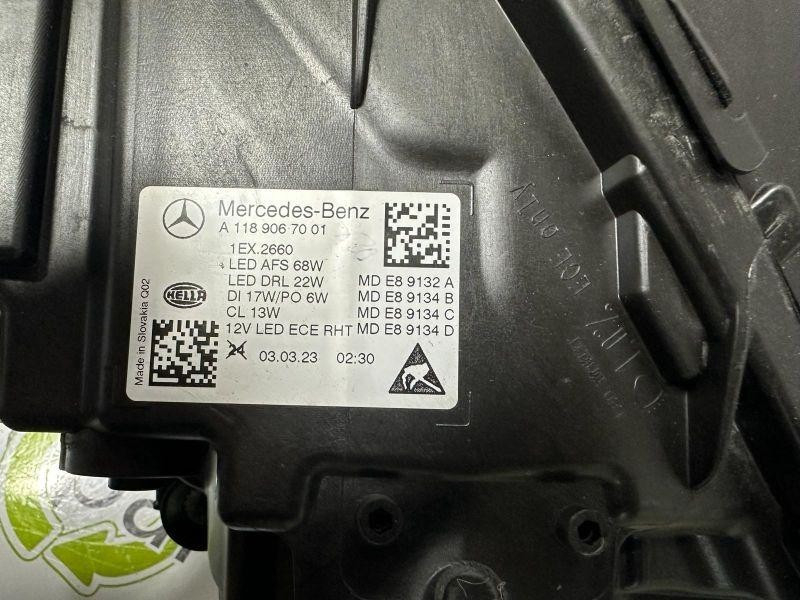 Mercedes-Benz
A 118 906 70 01
1EX.2660
LED AFS 68W
LED DRL 22W MD E8 9132 A
DI 17W/PO 6W MD E8 9134 B
CL 13W MD E8 9134 C
12V LED ECE RHT MD E8 9134 D
03.03.23 02:30
HELLA
Made in Slovakia Q02
ONLY